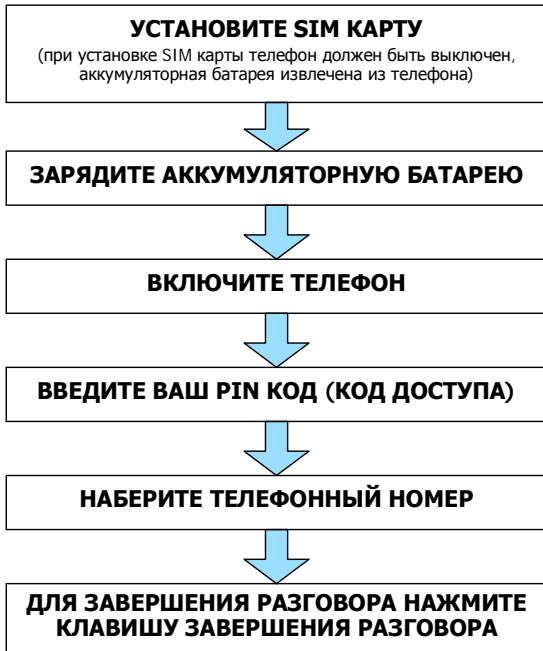 УСТАНОВИТЕ SIM КАРТУ
(при установке SIM карты телефон должен быть выключен,
аккумуляторная батарея извлечена из телефона)
ЗАРЯДИТЕ АККУМУЛЯТОРНУЮ БАТАРЕЮ
ВКЛЮЧИТЕ ТЕЛЕФОН
ВВЕДИТЕ ВАШ PIN КОД (КОД ДОСТУПА)
НАБЕРИТЕ ТЕЛЕФОННЫЙ НОМЕР
ДЛЯ ЗАВЕРШЕНИЯ РАЗГОВОРА НАЖМИТЕ
КЛАВИШУ ЗАВЕРШЕНИЯ РАЗГОВОРА